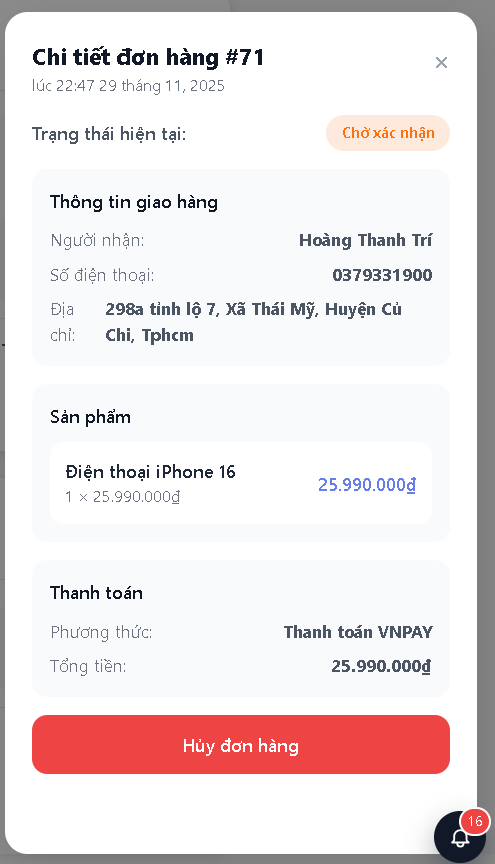 Chi tiết đơn hàng #71
×
lúc 22:47 29 tháng 11, 2025
Trạng thái hiện tại:
Chờ xác nhận
Thông tin giao hàng
Người nhận:
Hoàng Thanh Trí
Số điện thoại:
0379331900
Địa chỉ:
298a tỉnh lộ 7, Xã Thái Mỹ, Huyện Củ
Chi, Tphcm
Sản phẩm
Điện thoại iPhone 16
1 × 25.990.000₫
25.990.000₫
Thanh toán
Phương thức:
Thanh toán VNPAY
Tổng tiền:
25.990.000₫
Hủy đơn hàng
16